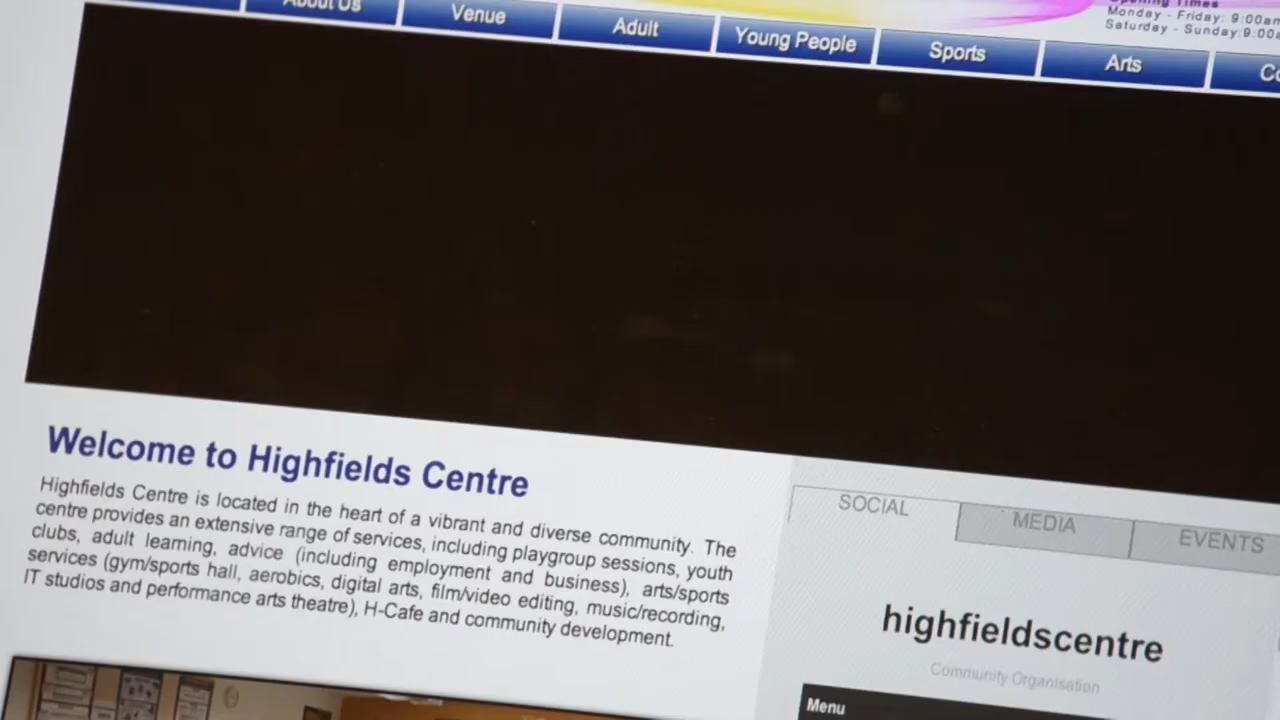 Opening Times
Monday - Friday: 9:00am
Saturday - Sunday:9:00a
About Us
Venue
Adult
Young People
Sports
Arts
Welcome to Highfields Centre
Highfields Centre is located in the heart of a vibrant and diverse community. The
centre provides an extensive range of services, including playgroup sessions, youth
clubs, adult learning, advice (including employment and business), arts/sports
services (gym/sports hall, aerobics, digital arts, film/video editing, music/recording,
IT studios and performance arts theatre), H-Cafe and community development.
SOCIAL
MEDIA
EVENTS
highfieldscentre
Community Organisation
Menu